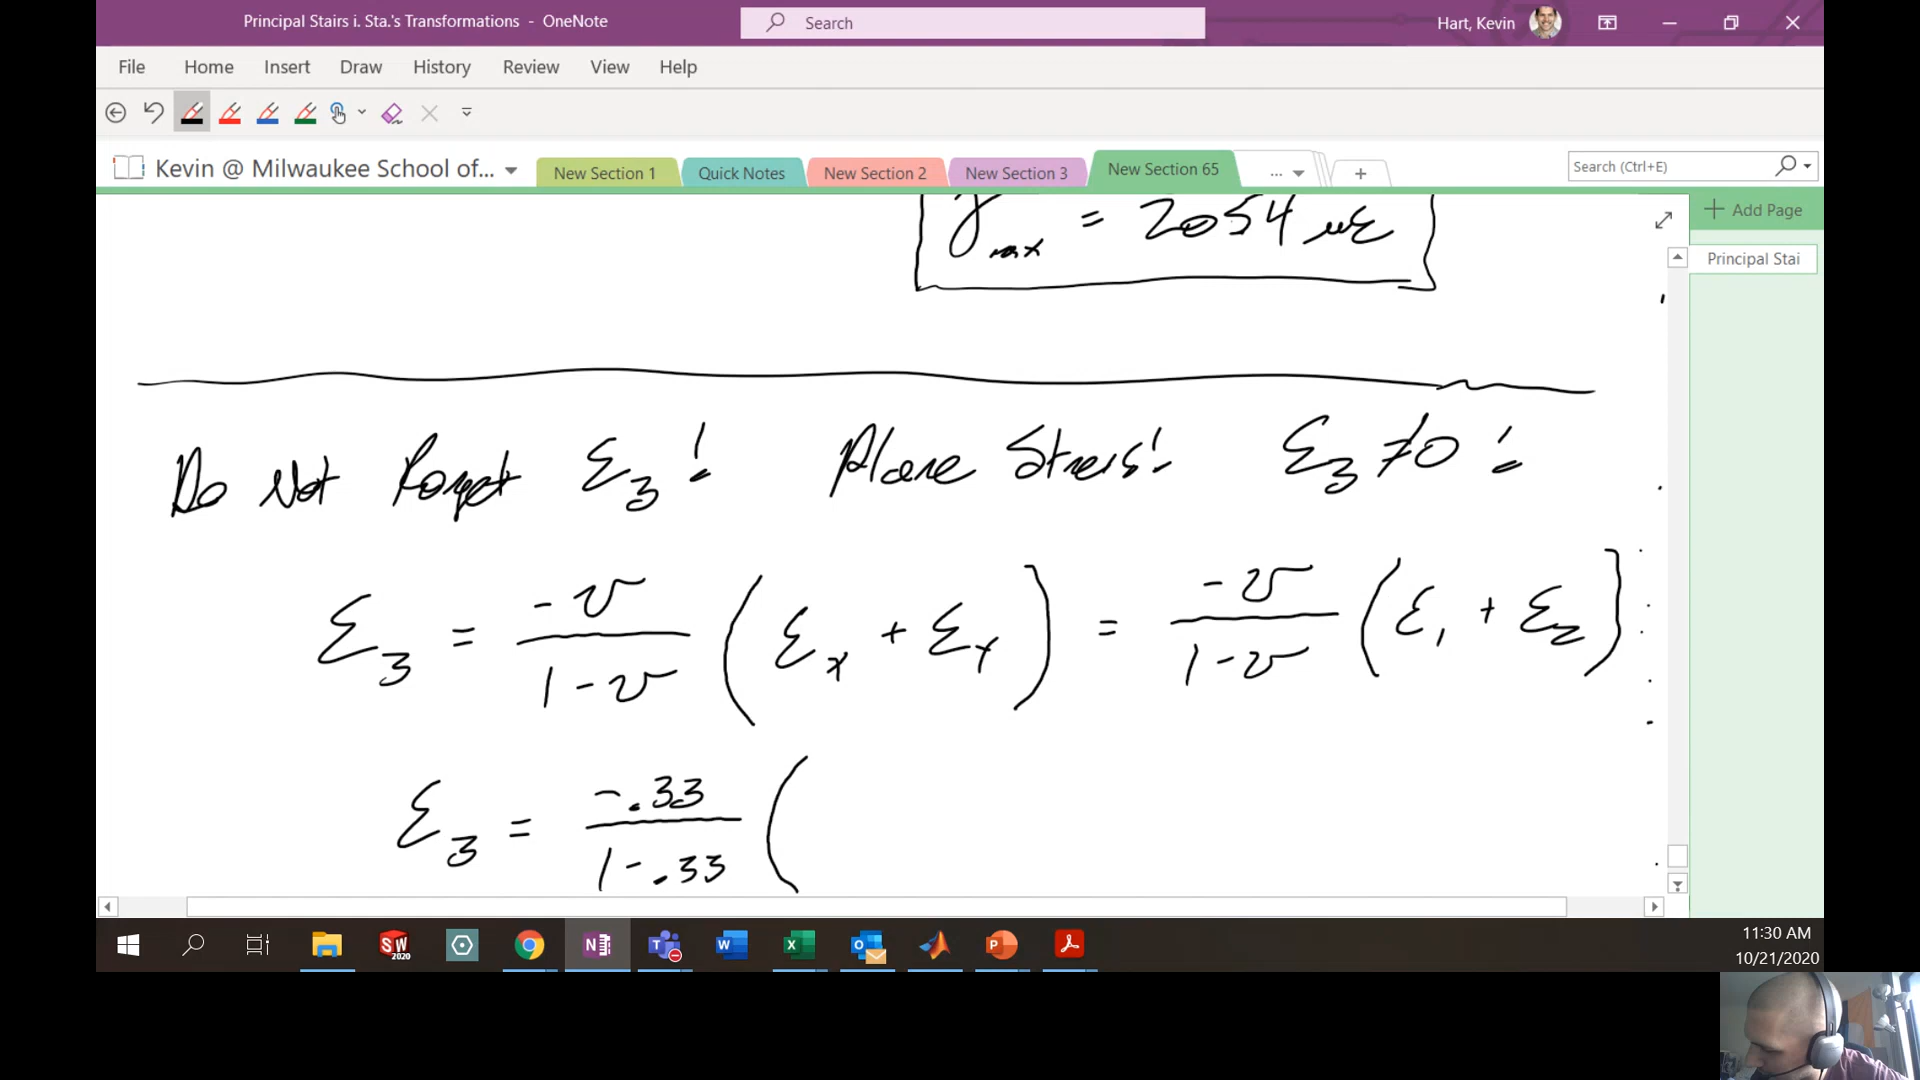 Principal Stairs i. Sta.'s Transformations - OneNote
Search
Hart, Kevin
File Home Insert Draw History Review View Help
Kevin @ Milwaukee School of...
New Section 1
Quick Notes
New Section 2
New Section 3
New Section 65
...
Search (Ctrl+E)
Add Page
Principal Stai
γmax = 2054 με
Do Not Forget ε3! Plane Stress! ε3 ≠ 0!
ε3 = -ν/(1-ν) (εx + εy) = -ν/(1-ν) (ε1 + ε2)
ε3 = -.33/(1-.33) (
SW
2020
11:30 AM
10/21/2020